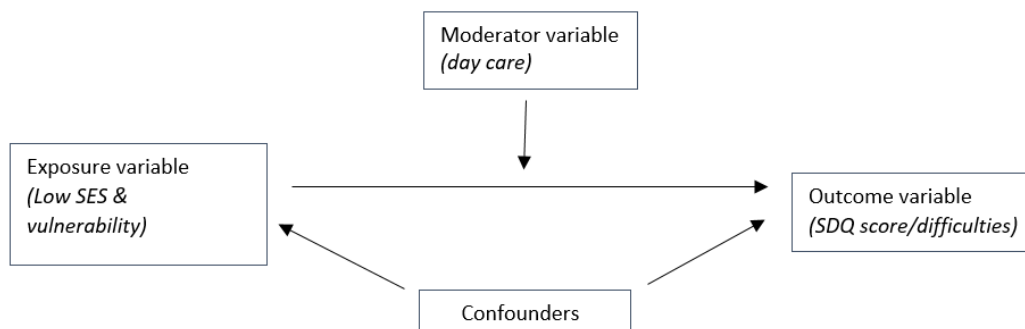 Moderator variable
(day care)
Exposure variable
(Low SES &
vulnerability)
Outcome variable
(SDQ score/difficulties)
Confounders